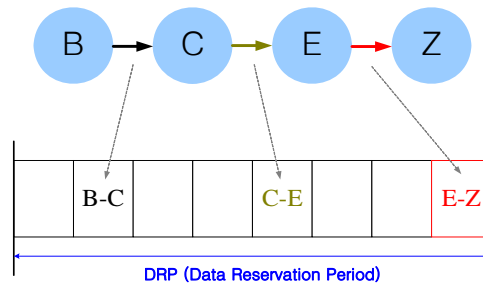 B C E Z
B-C C-E E-Z
DRP (Data Reservation Period)